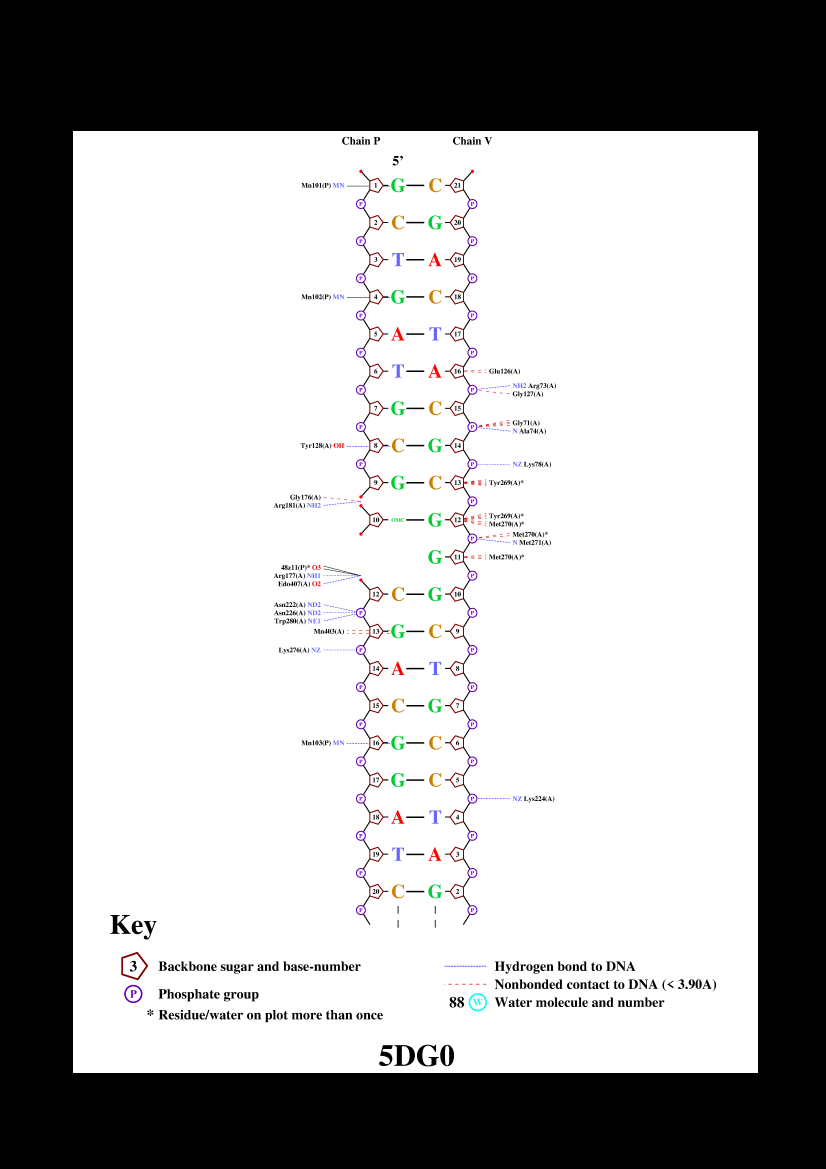 Chain P Chain V
5’
Mn101(P) MN 1 G C 21
P P
2 C G 20
P P
3 T A 19
P P
Mn102(P) MN 4 G C 18
P P
5 A T 17
P P
6 T A 16 Glu126(A)
P P NH2 Arg73(A)
Gly127(A)
7 G C 15
P P Gly71(A)
N Ala74(A)
Tyr128(A) OH 8 C G 14
P P NZ Lys78(A)
9 G C 13 Tyr269(A)*
Gly176(A) P
Arg181(A) NH2
10 OMC G 12 Tyr269(A)*
Met270(A)*
P Met270(A)*
N Met271(A)
G 11 Met270(A)*
48z11(P)* O3
Arg177(A) NH1 P
Edo407(A) O2
12 C G 10
Asn222(A) ND2
Asn226(A) ND2 P P
Trp280(A) NE1
Mn403(A) 13 G C 9
Lys276(A) NZ P P
14 A T 8
P P
15 C G 7
P P
Mn103(P) MN 16 G C 6
P P
17 G C 5
P P NZ Lys224(A)
18 A T 4
P P
19 T A 3
P P
20 C G 2
P P
Key
3 Backbone sugar and base-number
P Phosphate group
* Residue/water on plot more than once
Hydrogen bond to DNA
Nonbonded contact to DNA (< 3.90A)
88 W Water molecule and number
5DG0